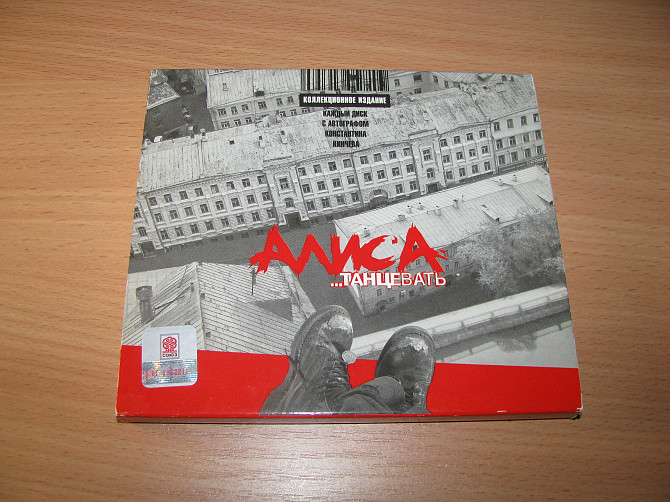 КОЛЛЕКЦИОННОЕ ИЗДАНИЕ
КАЖДЫЙ ДИСК
С АВТОГРАФОМ
КОНСТАНТИНА
КИНЧЕВА
АЛИСА
...ТАНЦЕВАТЬ
СОЮЗ